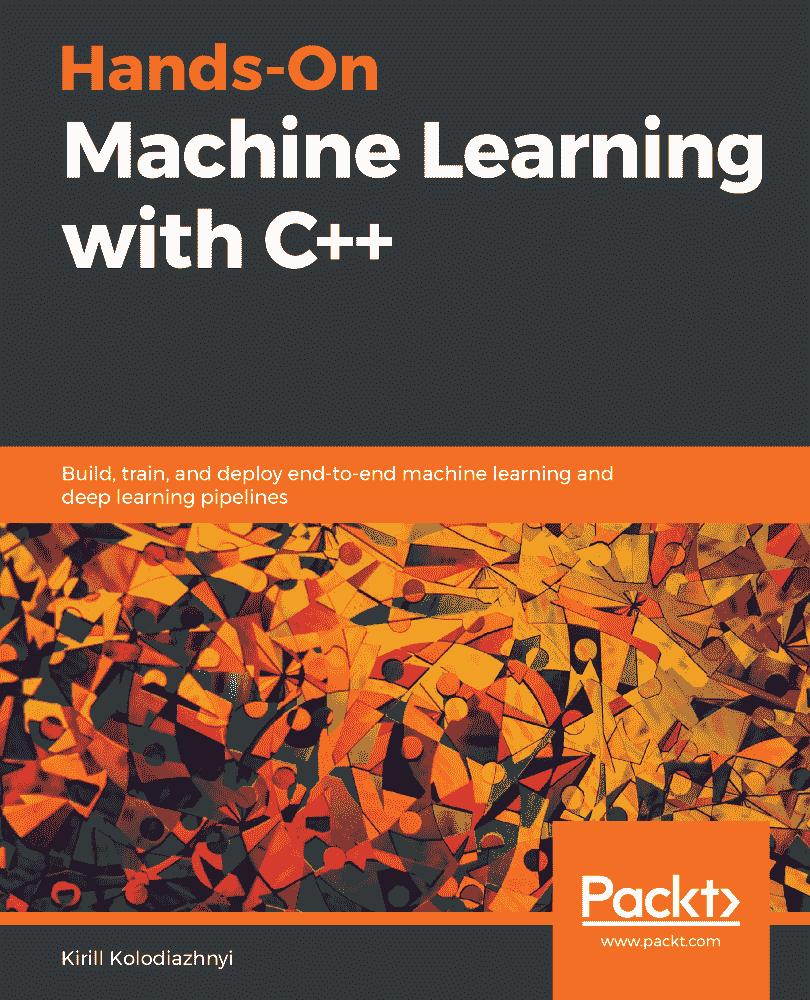 Hands-On
Machine Learning
with C++
Build, train, and deploy end-to-end machine learning and
deep learning pipelines
Packt>
www.packt.com
Kirill Kolodiazhnyi